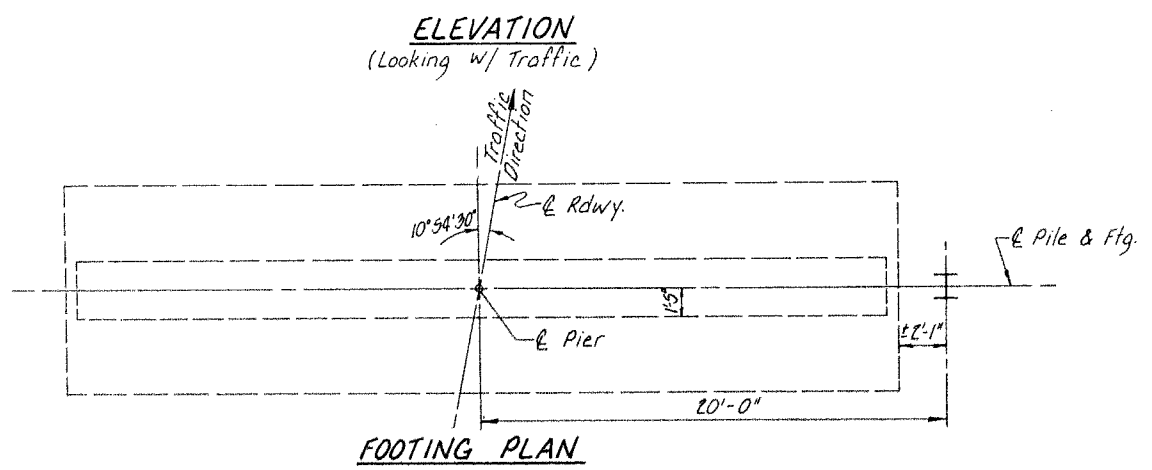 ELEVATION
(Looking w/ Traffic)
Traffic
Direction
℄ Rdwy.
10°54'30"
℄ Pile & Ftg.
1'-5"
℄ Pier
±2'-1"
20'-0"
FOOTING PLAN